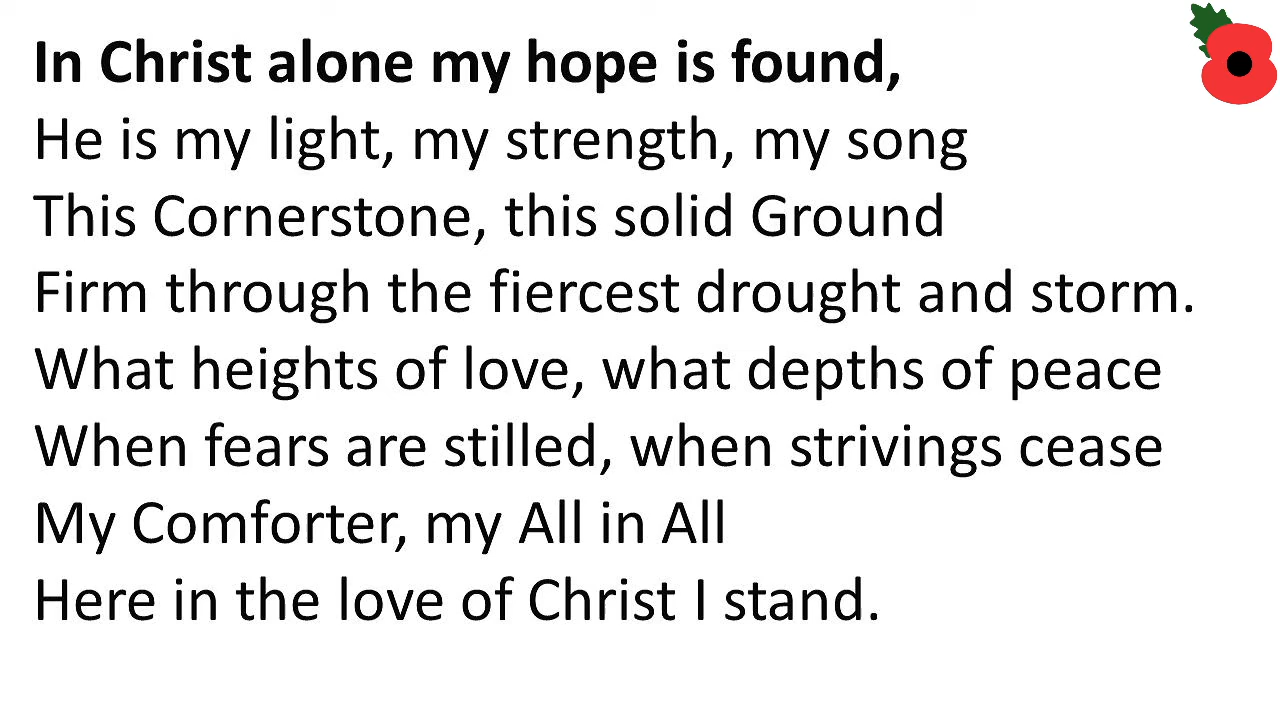 In Christ alone my hope is found,
He is my light, my strength, my song
This Cornerstone, this solid Ground
Firm through the fiercest drought and storm.
What heights of love, what depths of peace
When fears are stilled, when strivings cease
My Comforter, my All in All
Here in the love of Christ I stand.